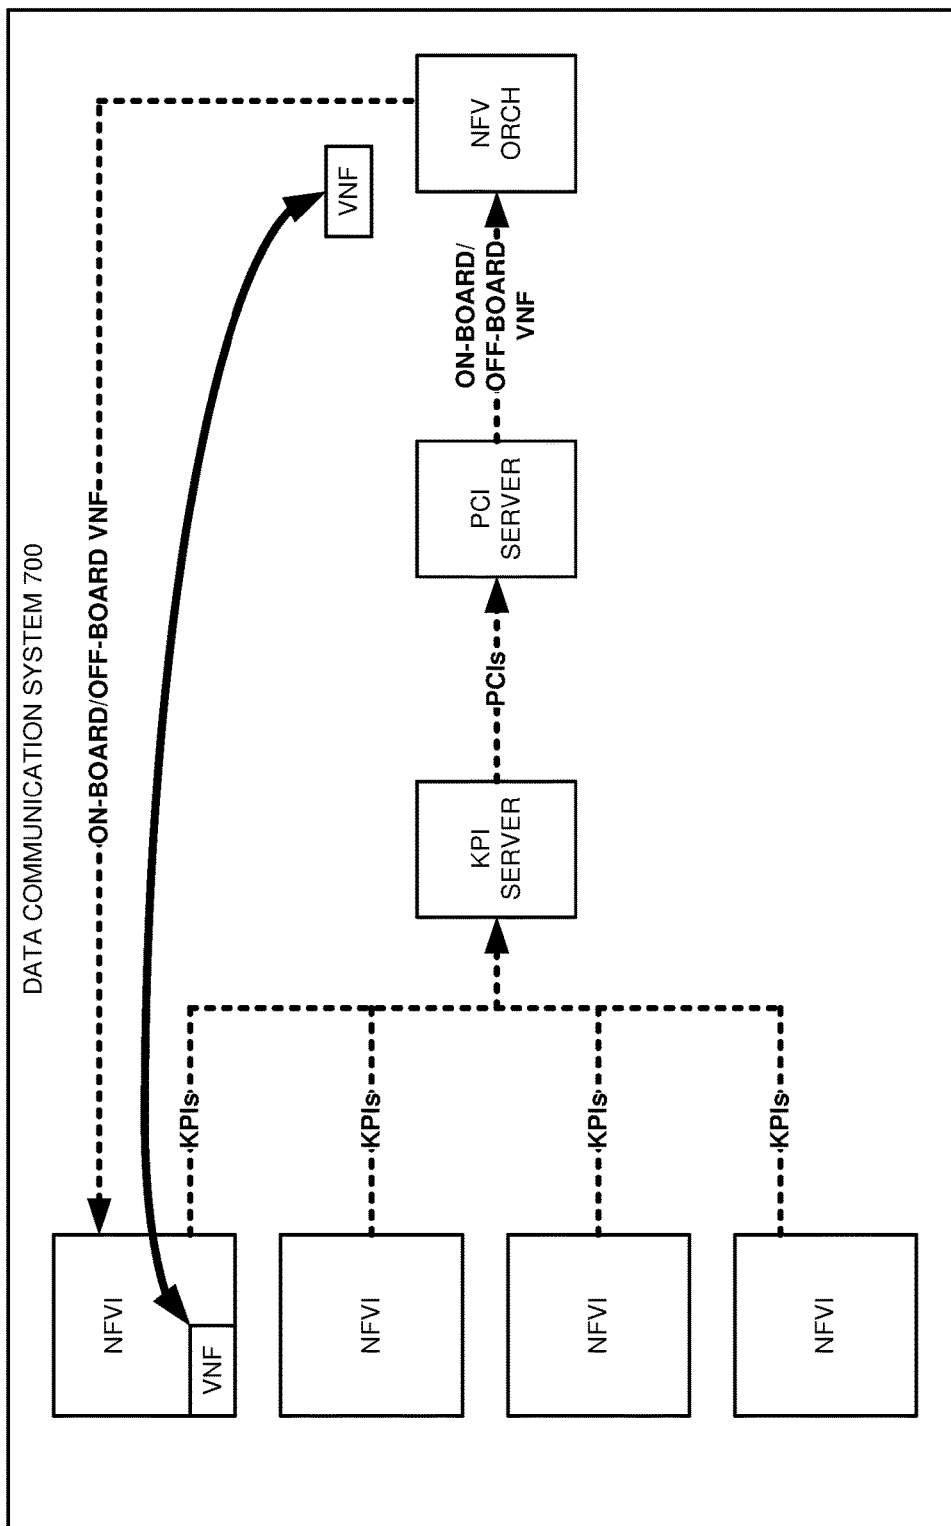 DATA COMMUNICATION SYSTEM 700
ON-BOARD/OFF-BOARD VNF
NFVI
VNF
KPIs
NFVI
KPIs
NFVI
KPIs
NFVI
KPIs
KPI
SERVER
PCIs
PCI
SERVER
ON-BOARD/
OFF-BOARD
VNF
VNF
NFV
ORCH